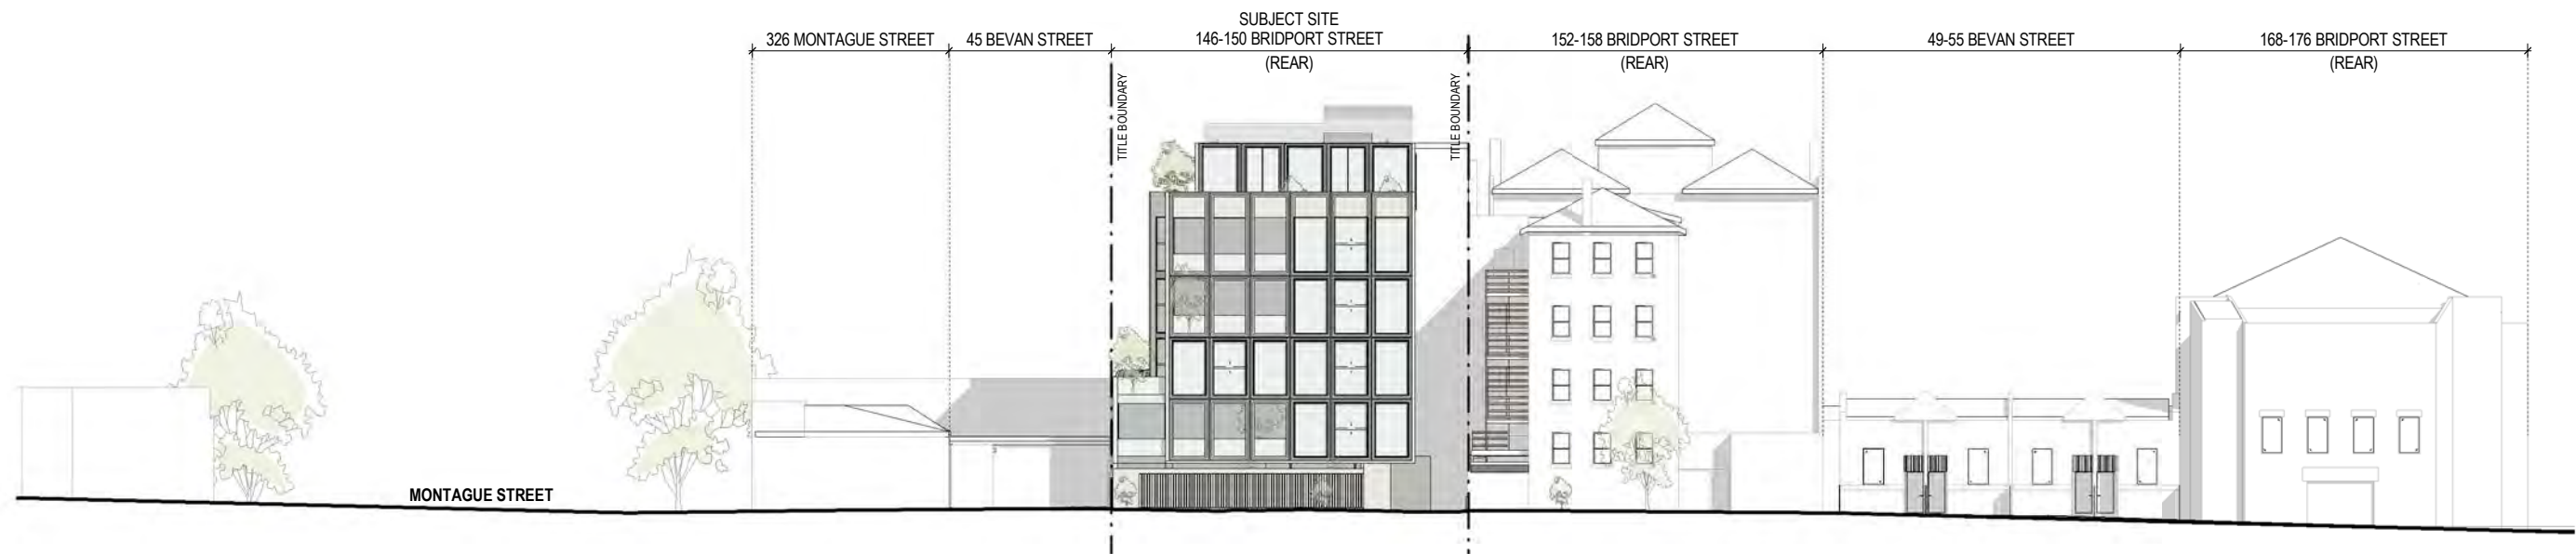 SUBJECT SITE
326 MONTAGUE STREET
45 BEVAN STREET
146-150 BRIDPORT STREET
152-158 BRIDPORT STREET
49-55 BEVAN STREET
168-176 BRIDPORT STREET
(REAR)
(REAR)
(REAR)
TITLE BOUNDARY
TITLE BOUNDARY
MONTAGUE STREET